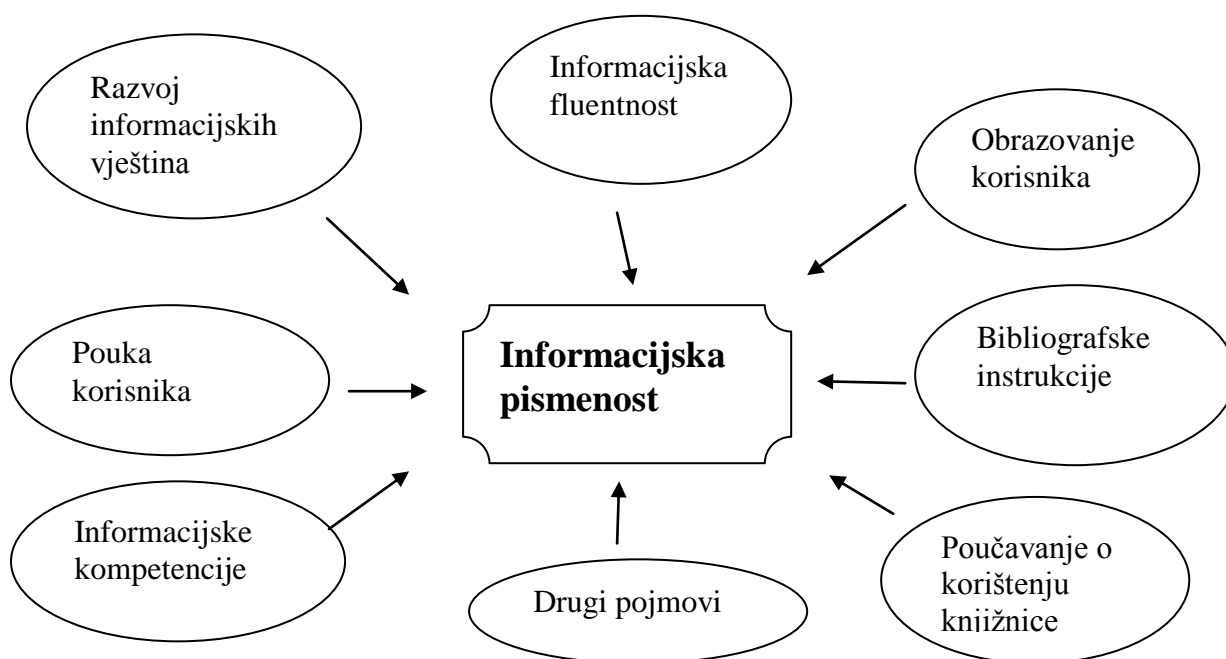 Razvoj
informacijskih
vještina
Informacijska
fluentnost
Obrazovanje
korisnika
Pouka
korisnika
Informacijska
pismenost
Bibliografske
instrukcije
Informacijske
kompetencije
Drugi pojmovi
Poučavanje o
korištenju
knjižnice